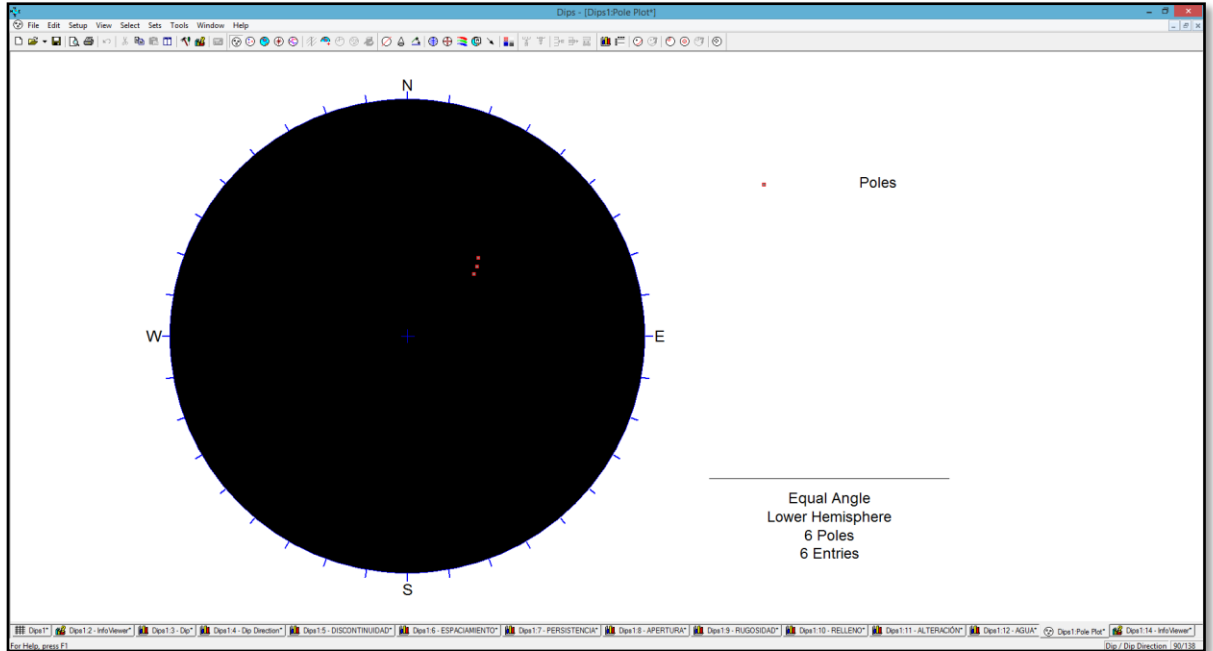 Dips - [Dips1:Pole Plot*]
File Edit Setup View Select Sets Tools Window Help
N
Poles
W
E
Equal Angle
Lower Hemisphere
6 Poles
6 Entries
S
Dips1* Dips1:2 - InfoViewer* Dips1:3 - Dip* Dips1:4 - Dip Direction* Dips1:5 - DISCONTINUIDAD* Dips1:6 - ESPACIAMIENTO* Dips1:7 - PERSISTENCIA* Dips1:8 - APERTURA* Dips1:9 - RUGOSIDAD* Dips1:10 - RELLENO* Dips1:11 - ALTERACIÓN* Dips1:12 - AGUA* Dips1:Pole Plot* Dips1:14 - InfoViewer*
For Help, press F1
Dip / Dip Direction 90/138